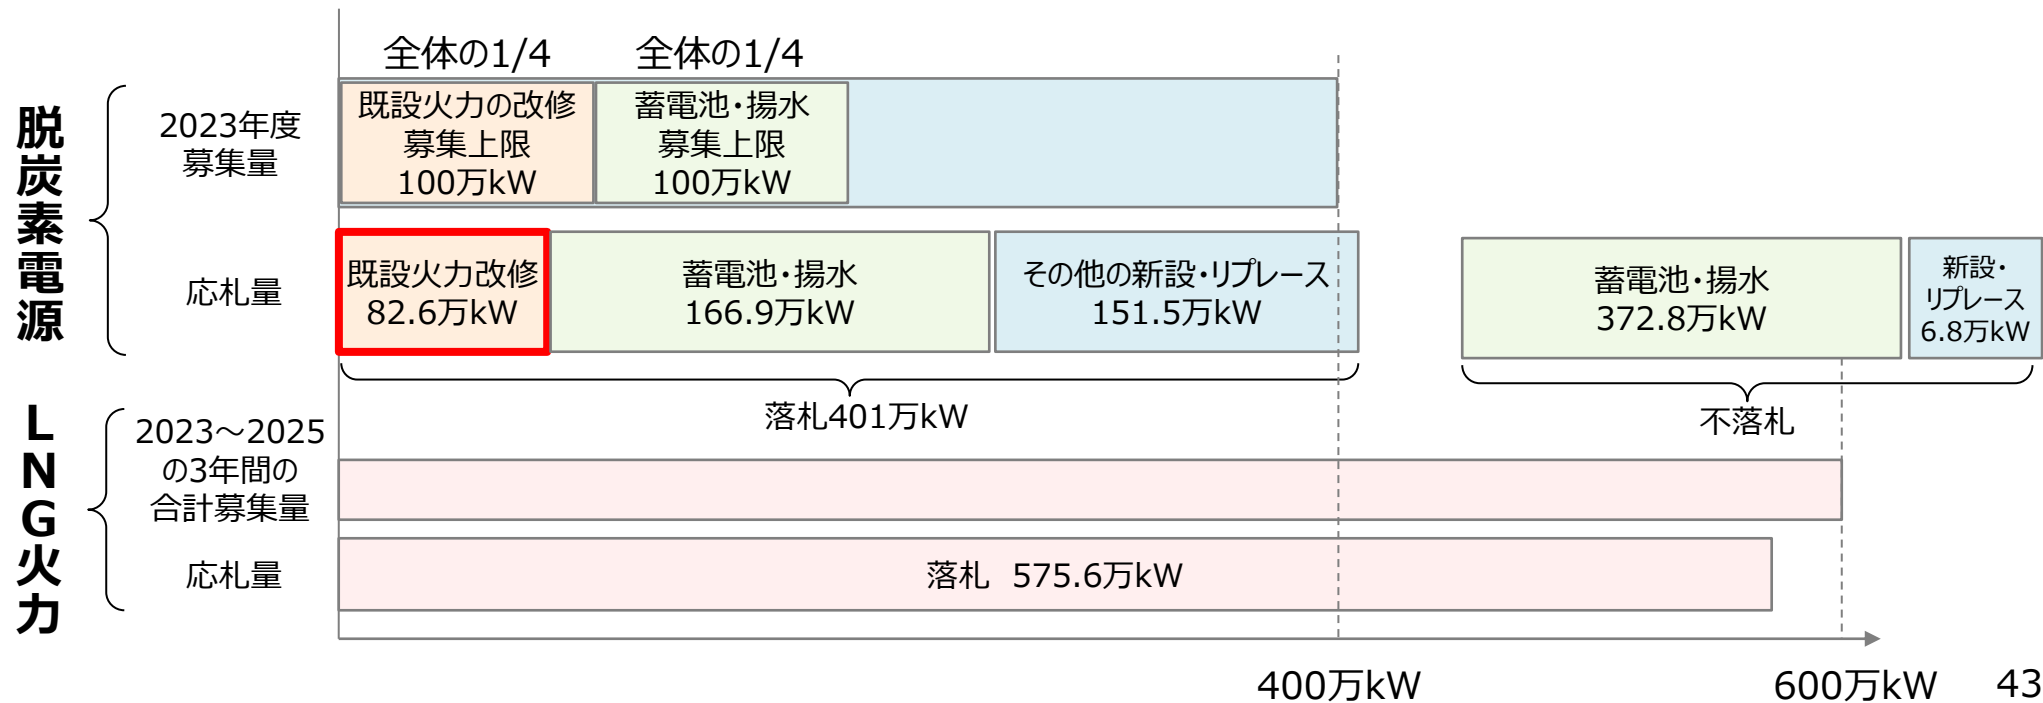 全体の1/4
全体の1/4
脱炭素電源
2023年度
募集量
既設火力の改修
募集上限
100万kW
蓄電池・揚水
募集上限
100万kW
応札量
既設火力改修
82.6万kW
蓄電池・揚水
166.9万kW
その他の新設・リプレース
151.5万kW
蓄電池・揚水
372.8万kW
新設・
リプレース
6.8万kW
落札401万kW
不落札
LNG火力
2023～2025
の3年間の
合計募集量
応札量
落札 575.6万kW
400万kW
600万kW
43